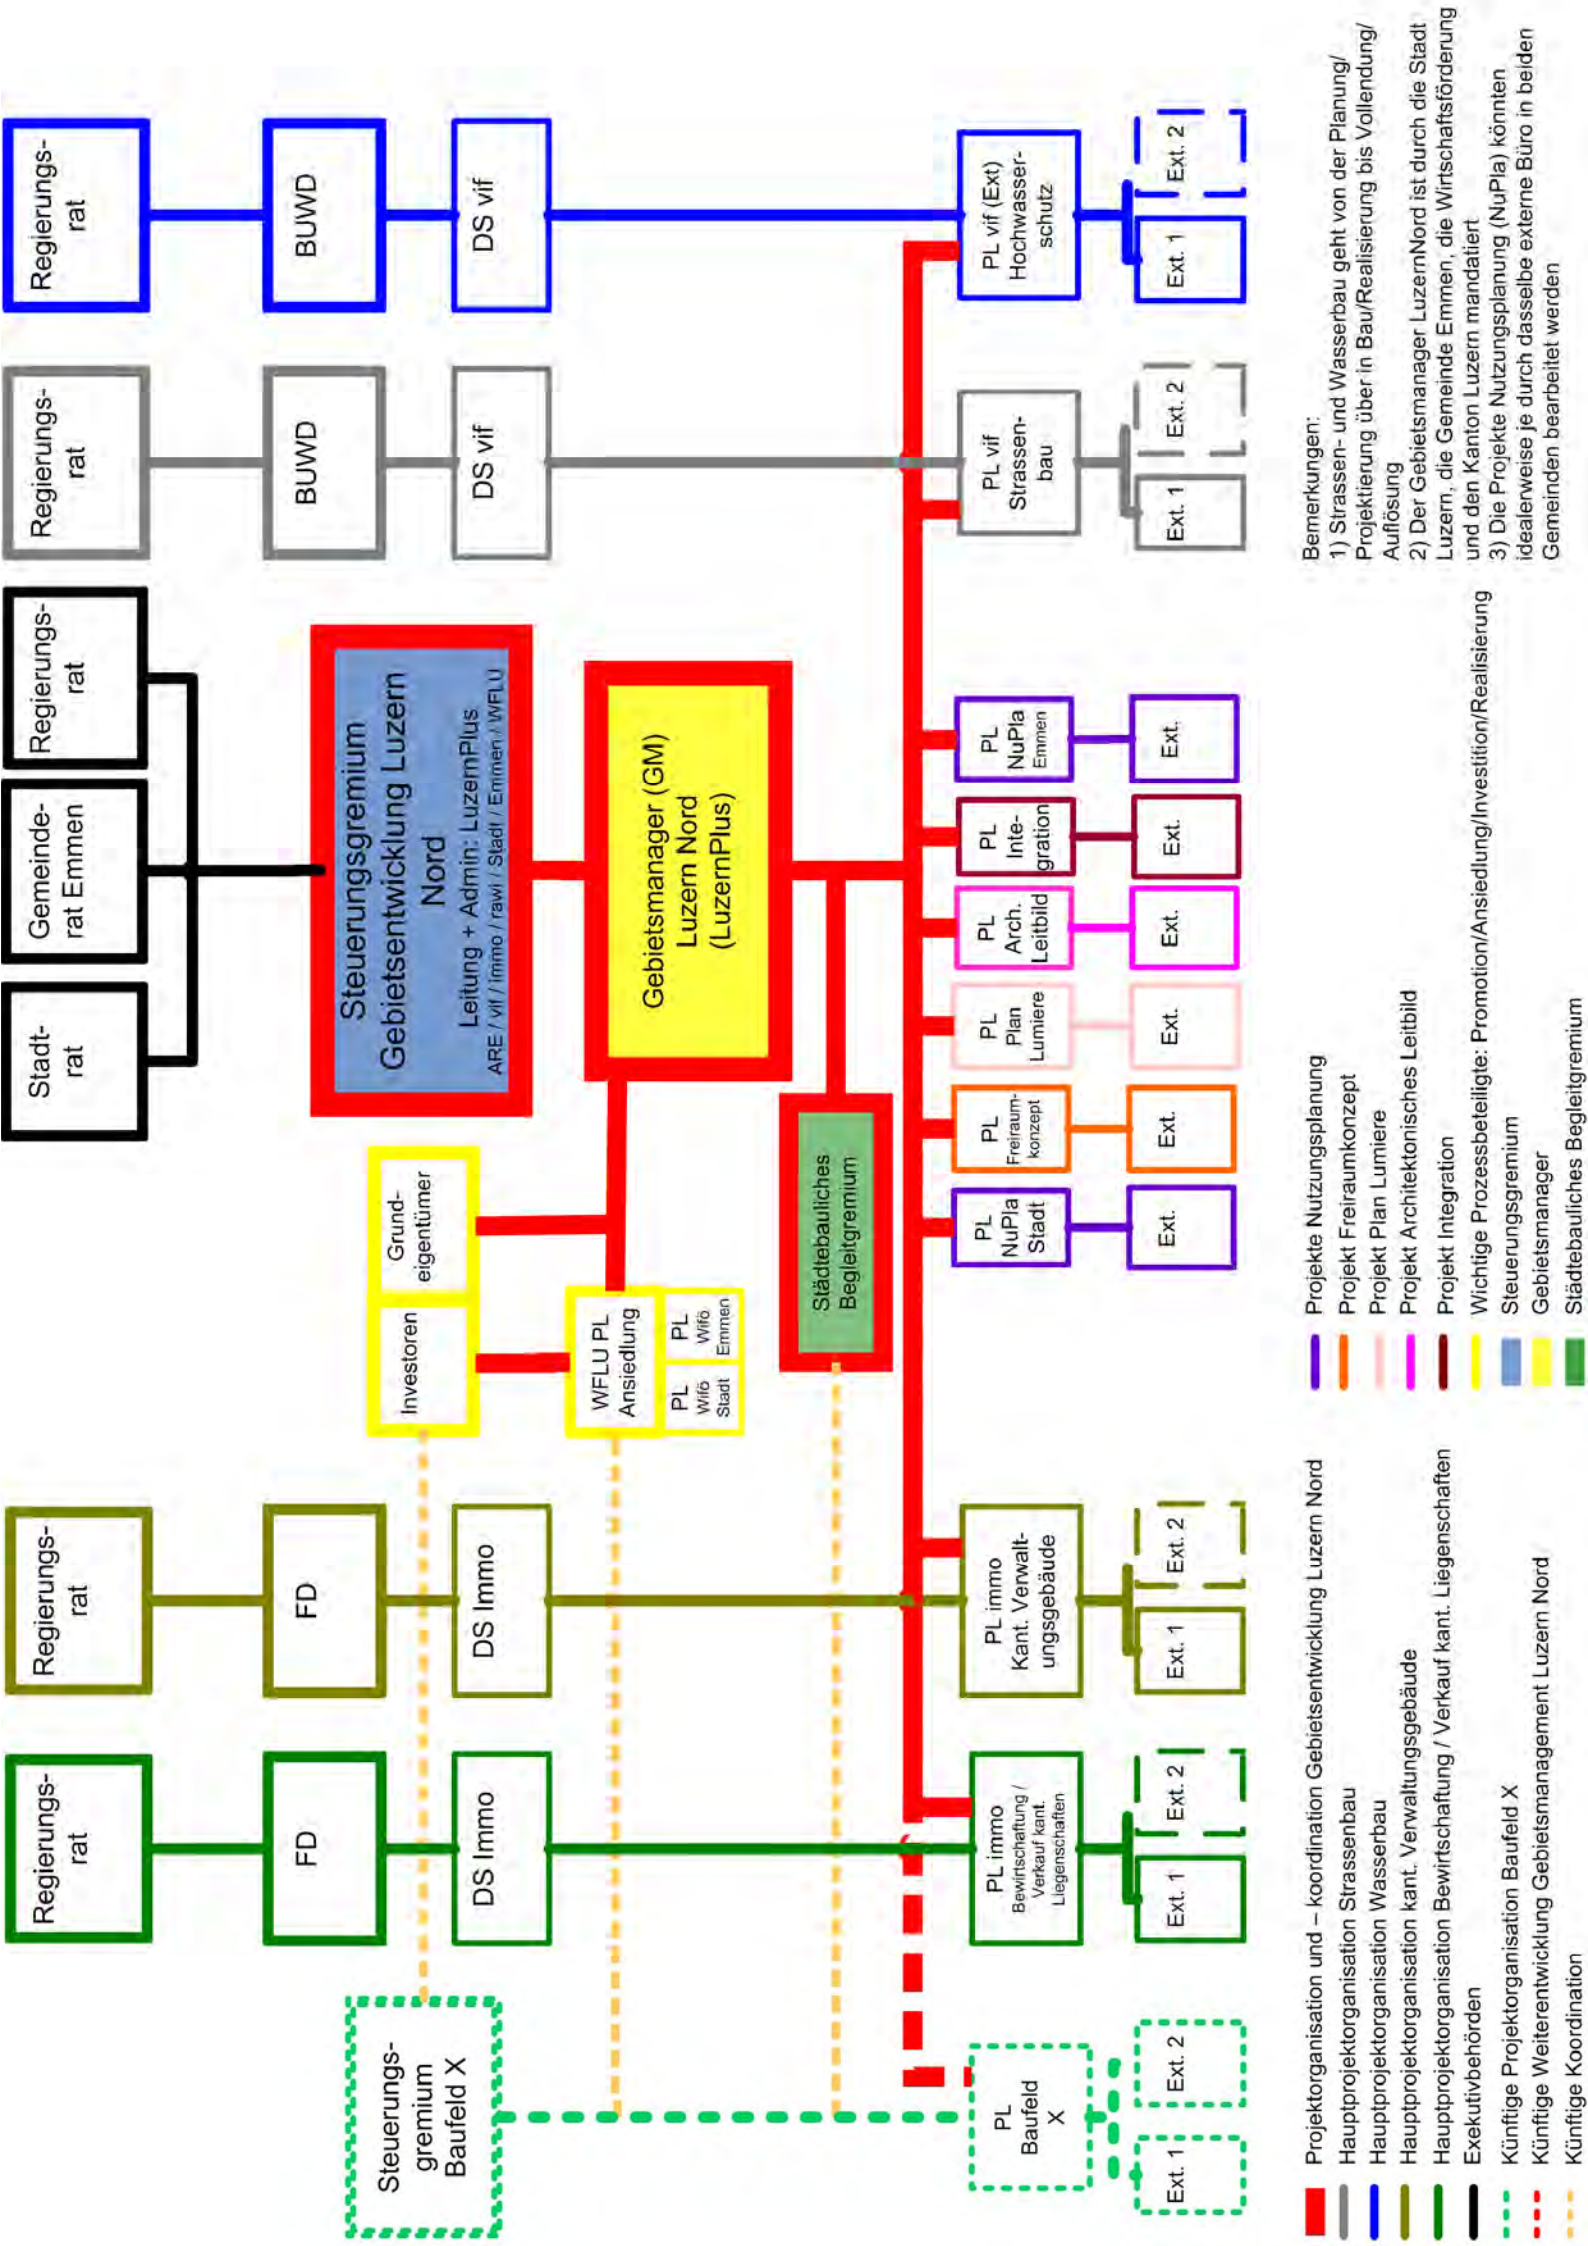 Regierungs-
rat
FD
DS Immo
Regierungs-
rat
FD
DS Immo
Stadt-
rat
Gemeinde-
rat Emmen
Regierungs-
rat
Regierungs-
rat
BUWD
DS vif
Regierungs-
rat
BUWD
DS vif
Steuerungs-
gremium
Baufeld X
Investoren
Grund-
eigentümer
Steuerungsgremium
Gebietsentwicklung Luzern
Nord
Leitung + Admin: LuzernPlus
ARE / vif / immo / rawi / Stadt / Emmen / WFLU
WFLU PL
Ansiedlung
PL
Wifö
Stadt
PL
Wifö
Emmen
Gebietsmanager (GM)
Luzern Nord
(LuzernPlus)
Städtebauliches
Begleitgremium
PL
Baufeld
X
Ext. 1
Ext. 2
PL immo
Bewirtschaftung /
Verkauf kant.
Liegenschaften
Ext. 1
Ext. 2
PL immo
Kant. Verwalt-
ungsgebäude
Ext. 1
Ext. 2
PL
NuPla
Stadt
Ext.
PL
Freiraum-
konzept
Ext.
PL
Plan
Lumiere
Ext.
PL
Arch.
Leitbild
Ext.
PL
Inte-
gration
Ext.
PL
NuPla
Emmen
Ext.
PL vif
Strassen-
bau
Ext. 1
Ext. 2
PL vif (Ext)
Hochwasser-
schutz
Ext. 1
Ext. 2
Projektorganisation und – koordination Gebietsentwicklung Luzern Nord
Hauptprojektorganisation Strassenbau
Hauptprojektorganisation Wasserbau
Hauptprojektorganisation kant. Verwaltungsgebäude
Hauptprojektorganisation Bewirtschaftung / Verkauf kant. Liegenschaften
Exekutivbehörden
Künftige Projektorganisation Baufeld X
Künftige Weiterentwicklung Gebietsmanagement Luzern Nord
Künftige Koordination
Projekte Nutzungsplanung
Projekt Freiraumkonzept
Projekt Plan Lumiere
Projekt Architektonisches Leitbild
Projekt Integration
Wichtige Prozessbeteiligte: Promotion/Ansiedlung/Investition/Realisierung
Steuerungsgremium
Gebietsmanager
Städtebauliches Begleitgremium
Bemerkungen:
1) Strassen- und Wasserbau geht von der Planung/
Projektierung über in Bau/Realisierung bis Vollendung/
Auflösung
2) Der Gebietsmanager LuzernNord ist durch die Stadt
Luzern, die Gemeinde Emmen, die Wirtschaftsförderung
und den Kanton Luzern mandatiert
3) Die Projekte Nutzungsplanung (NuPla) könnten
idealerweise je durch dasselbe externe Büro in beiden
Gemeinden bearbeitet werden